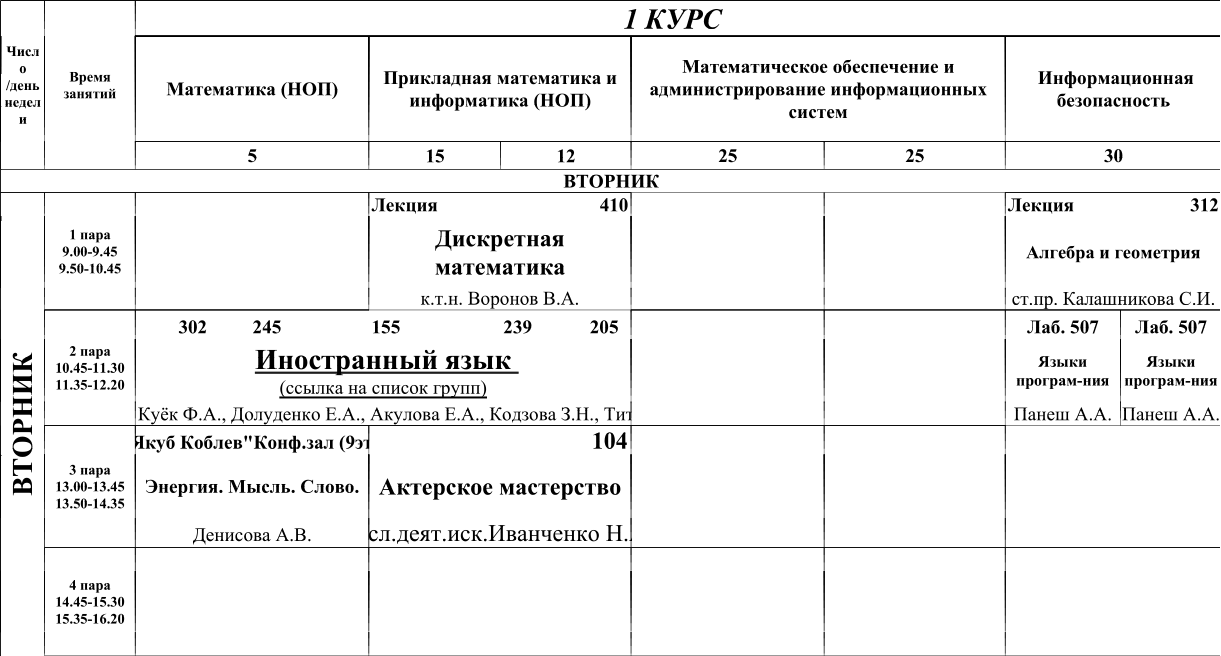 1 КУРС
Числ
о
/день
недел
и
Время
занятий
Математика (НОП)
Прикладная математика и
информатика (НОП)
Математическое обеспечение и
администрирование информационных
систем
Информационная
безопасность
5 15 12 25 25 30
ВТОРНИК
ВТОРНИК
1 пара
9.00-9.45
9.50-10.45
Лекция 410
Дискретная
математика
к.т.н. Воронов В.А.
Лекция 312
Алгебра и геометрия
ст.пр. Калашникова С.И.
2 пара
10.45-11.30
11.35-12.20
302 245 155 239 205
Иностранный язык
(ссылка на список групп)
Куёк Ф.А., Долуденко Е.А., Акулова Е.А., Кодзова З.Н., Тит
Лаб. 507
Языки
програм-ния
Панеш А.А.
Лаб. 507
Языки
програм-ния
Панеш А.А.
3 пара
13.00-13.45
13.50-14.35
Якуб Коблев"Конф.зал (9эт
Энергия. Мысль. Слово.
Денисова А.В.
104
Актерское мастерство
сл.деят.иск.Иванченко Н.
4 пара
14.45-15.30
15.35-16.20